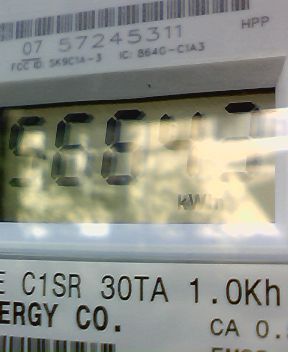 HPP
07 57245311
FCC ID: SK9C1A-3 IC: 864G-C1A3
kWh
E C1SR 30TA 1.0Kh
ERGY CO.
CA 0.